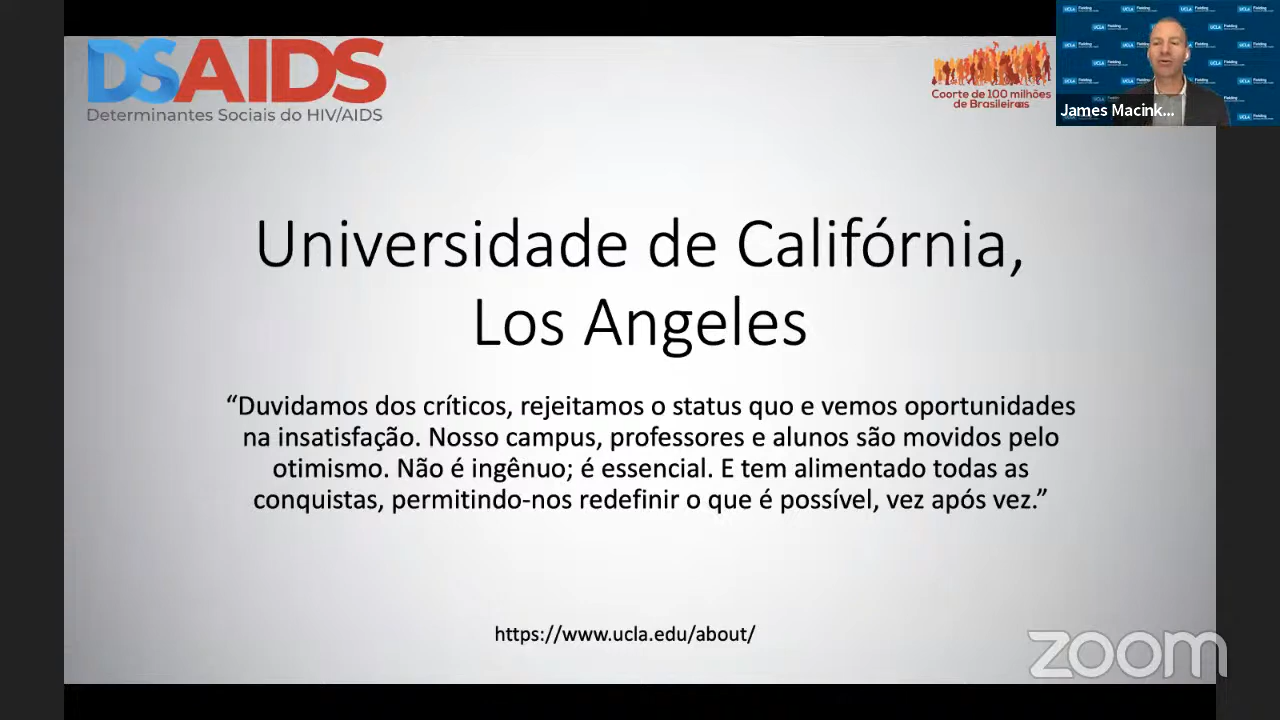 DSAIDS
Determinantes Sociais do HIV/AIDS
Coorte de 100 milhões
de Brasileiros
James Macink...
Universidade de Califórnia,
Los Angeles
“Duvidamos dos críticos, rejeitamos o status quo e vemos oportunidades
na insatisfação. Nosso campus, professores e alunos são movidos pelo
otimismo. Não é ingênuo; é essencial. E tem alimentado todas as
conquistas, permitindo-nos redefinir o que é possível, vez após vez.”
https://www.ucla.edu/about/
zoom
UCLA Fielding